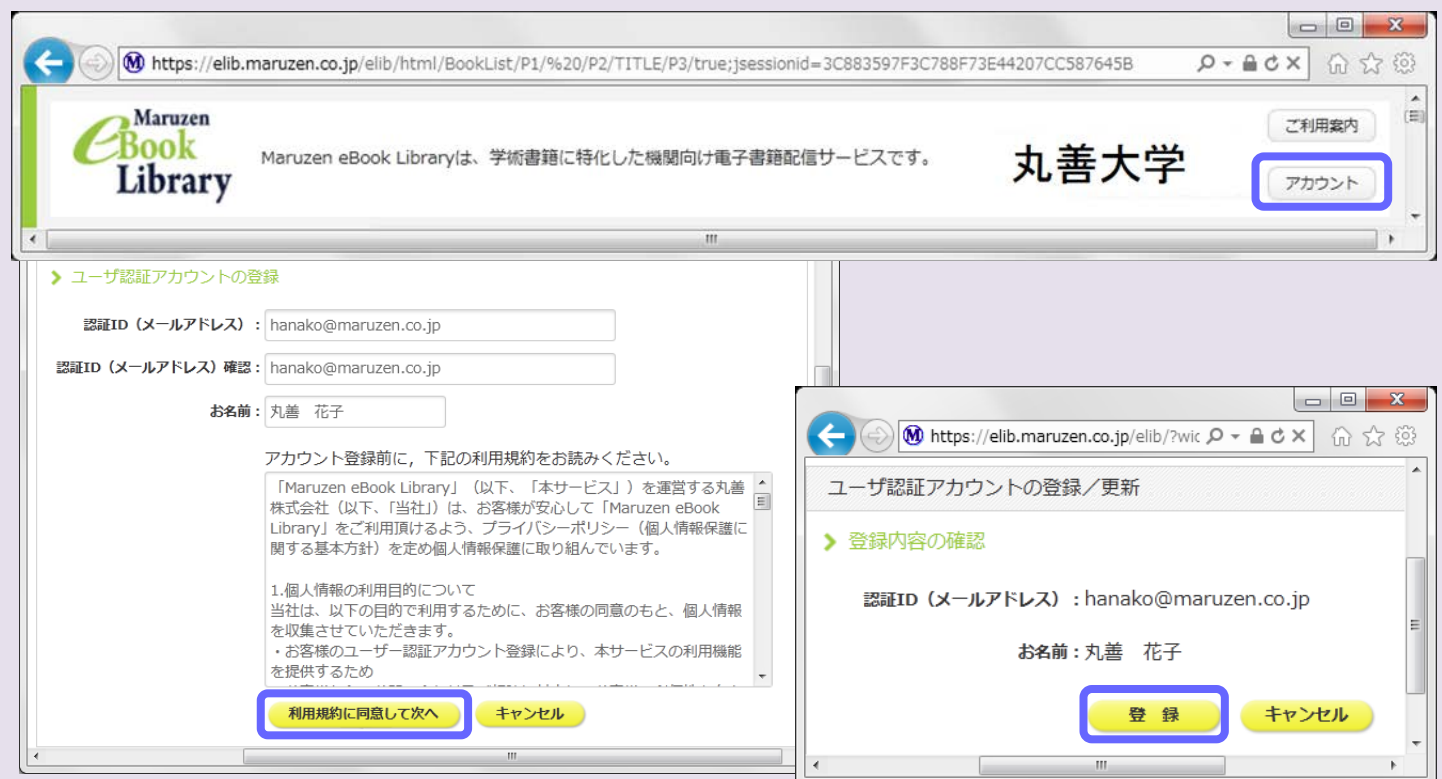 https://elib.maruzen.co.jp/elib/html/BookList/P1/%20/P2/TITLE/P3/true;jsessionid=3C883597F3C788F73E44207CC587645B
Maruzen
eBook
Library
Maruzen eBook Libraryは、学術書籍に特化した機関向け電子書籍配信サービスです。
丸善大学
ご利用案内
アカウント
ユーザ認証アカウントの登録
認証ID（メールアドレス）：hanako@maruzen.co.jp
認証ID（メールアドレス）確認：hanako@maruzen.co.jp
お名前：丸善　花子
アカウント登録前に，下記の利用規約をお読みください。
「Maruzen eBook Library」（以下、「本サービス」）を運営する丸善
株式会社（以下、「当社」）は、お客様が安心して「Maruzen eBook
Library」をご利用頂けるよう、プライバシーポリシー（個人情報保護に
関する基本方針）を定め個人情報保護に取り組んでいます。
1.個人情報の利用目的について
当社は、以下の目的で利用するために、お客様の同意のもと、個人情報
を収集させていただきます。
・お客様のユーザー認証アカウント登録により、本サービスの利用機能
を提供するため
利用規約に同意して次へ
キャンセル
https://elib.maruzen.co.jp/elib/?wic
ユーザ認証アカウントの登録／更新
登録内容の確認
認証ID（メールアドレス）：hanako@maruzen.co.jp
お名前：丸善　花子
登　録
キャンセル